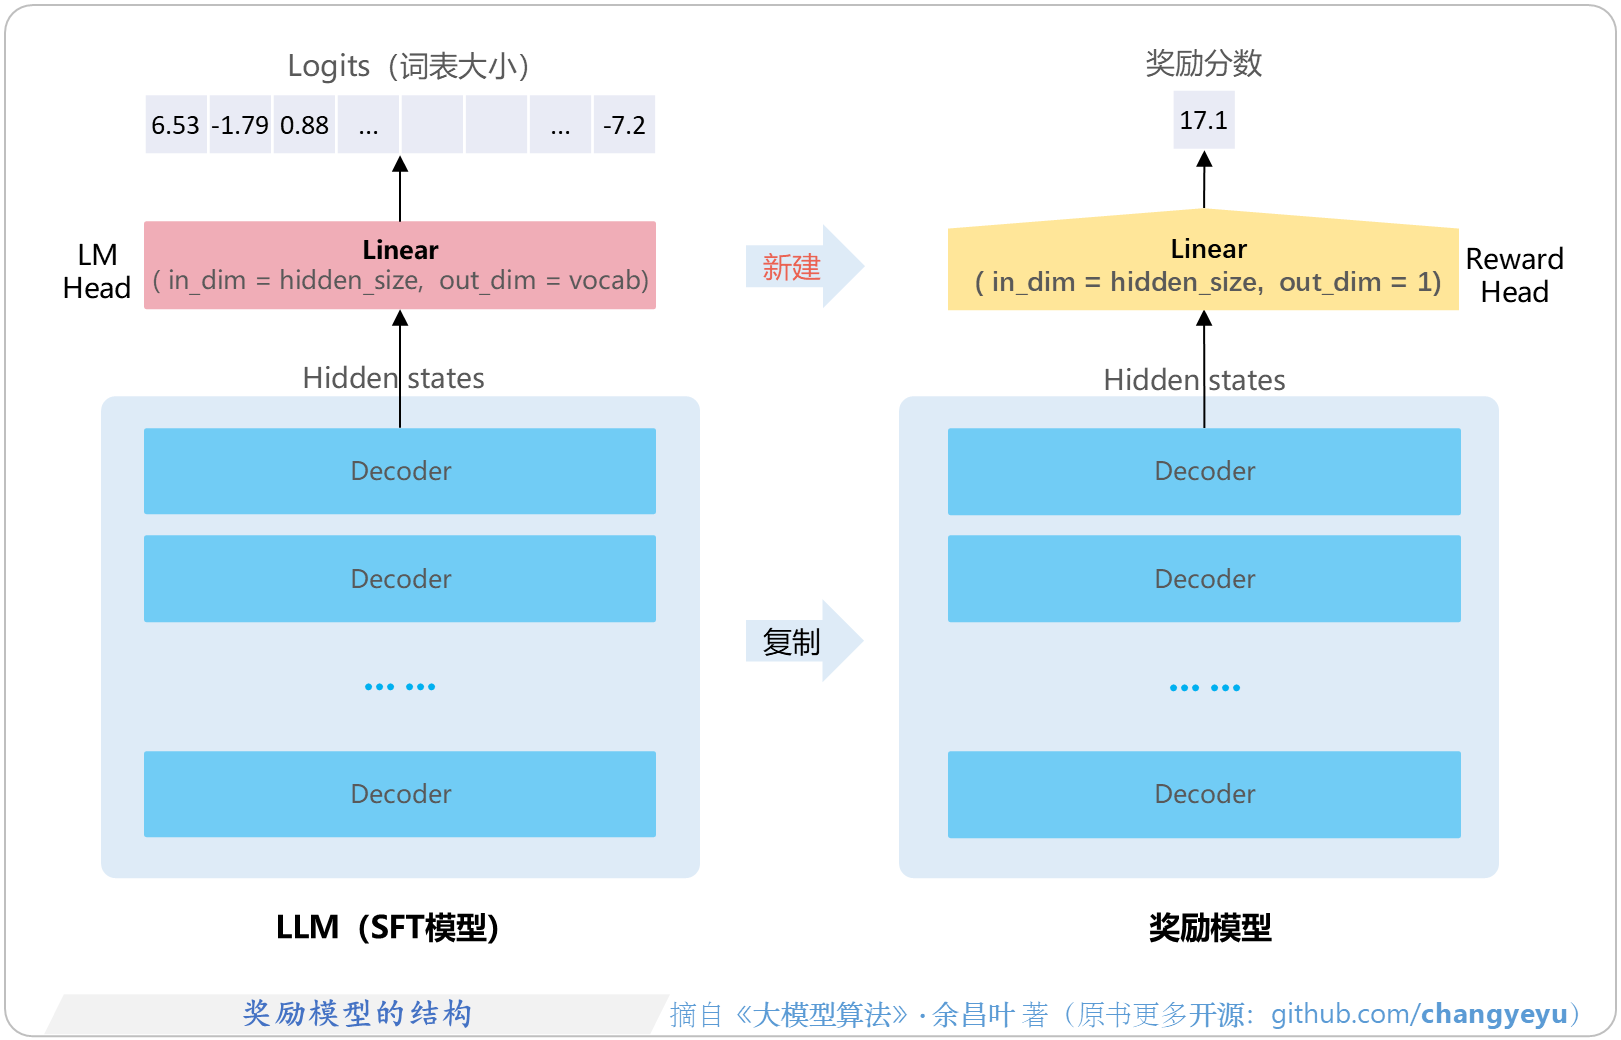 Logits（词表大小）
6.53 -1.79 0.88 ... ... -7.2
LM
Head
Linear
( in_dim = hidden_size, out_dim = vocab)
Hidden states
Decoder
Decoder
... ...
Decoder
LLM（SFT模型）
新建
复制
奖励分数
17.1
Linear
( in_dim = hidden_size, out_dim = 1)
Reward
Head
Hidden states
Decoder
Decoder
... ...
Decoder
奖励模型
奖励模型的结构
摘自《大模型算法》· 余昌叶 著（原书更多开源：github.com/changyeyu）